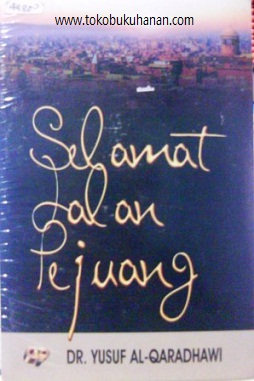 www.tokobukuhanan.com
Selamat
Jalan
Pejuang
DR. YUSUF AL-QARADHAWI